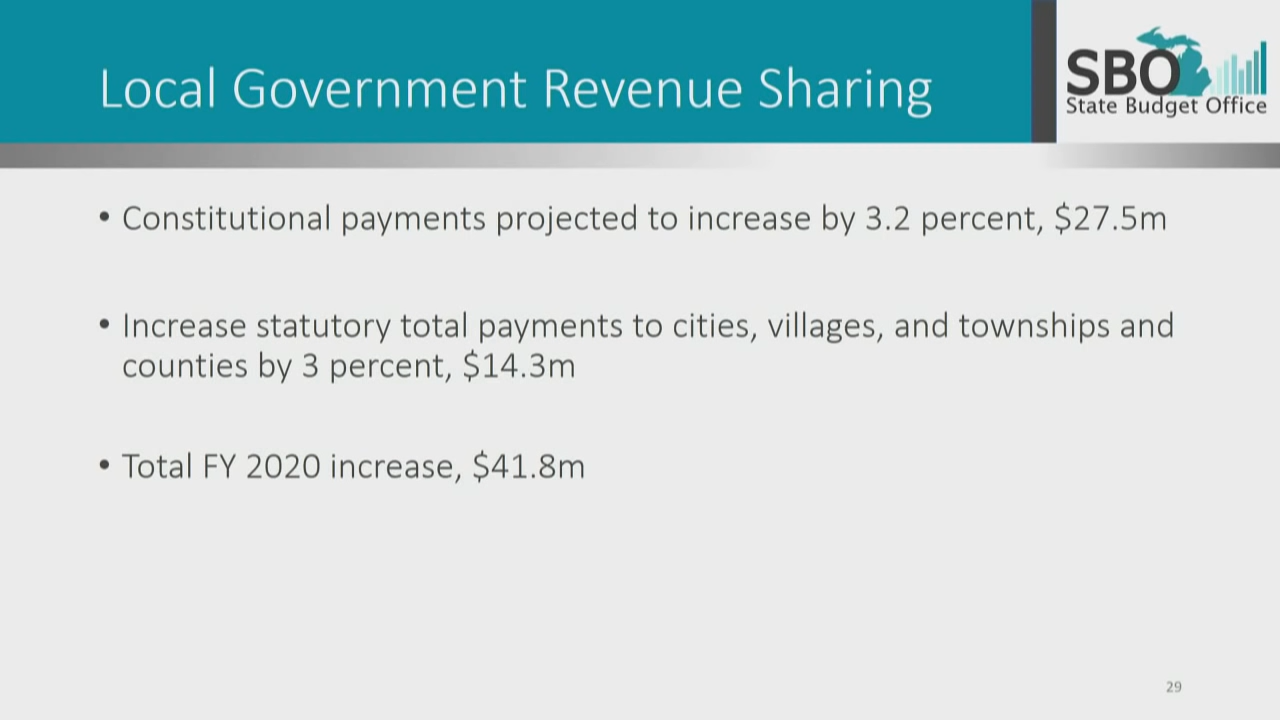 Local Government Revenue Sharing
SBO
State Budget Office
• Constitutional payments projected to increase by 3.2 percent, $27.5m
• Increase statutory total payments to cities, villages, and townships and
counties by 3 percent, $14.3m
• Total FY 2020 increase, $41.8m
29